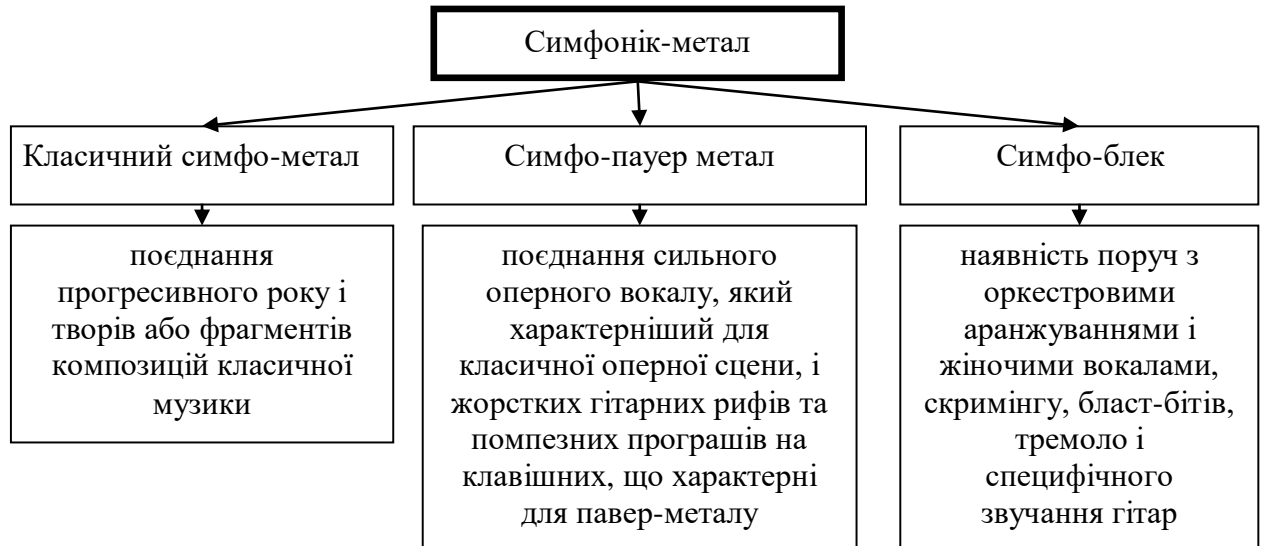 Симфонік-метал
Класичний симфо-метал
Симфо-пауер метал
Симфо-блек
поєднання
прогресивного року і
творів або фрагментів
композицій класичної
музики
поєднання сильного
оперного вокалу, який
характерніший для
класичної оперної сцени, і
жорстких гітарних рифів та
помпезних програшів на
клавішних, що характерні
для павер-металу
наявність поруч з
оркестровими
аранжуваннями і
жіночими вокалами,
скримінгу, бласт-бітів,
тремоло і
специфічного
звучання гітар